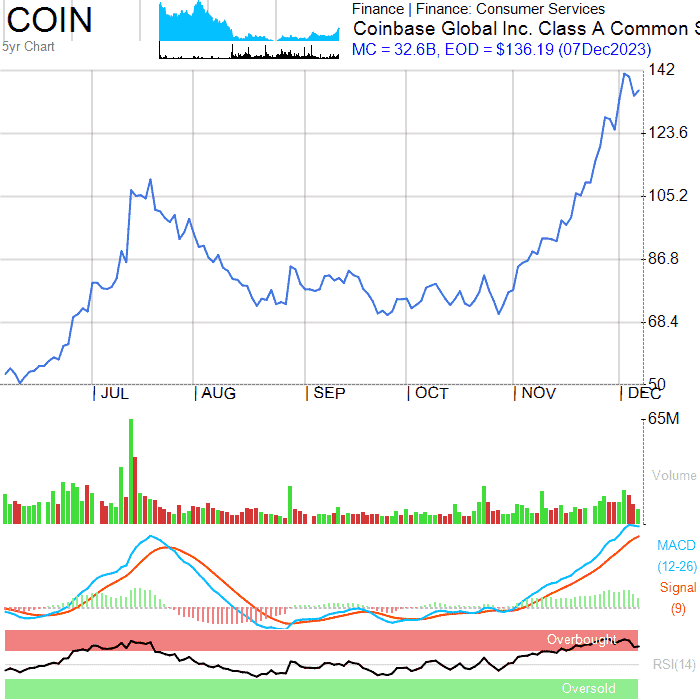 COIN
5yr Chart
Finance | Finance: Consumer Services
Coinbase Global Inc. Class A Common S
MC = 32.6B, EOD = $136.19 (07Dec2023)
142
123.6
105.2
86.8
68.4
50
| JUL | AUG | SEP | OCT | NOV | DEC
65M
Volume
MACD
(12-26)
Signal
(9)
Overbought
RSI(14)
Oversold